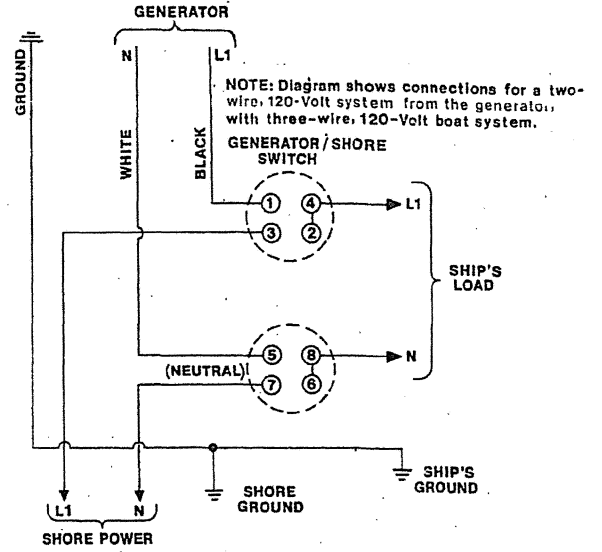 GENERATOR
N
L1
GROUND
NOTE: Diagram shows connections for a two-
wire, 120-Volt system from the generator,
with three-wire, 120-Volt boat system.
WHITE
BLACK
GENERATOR/SHORE
SWITCH
1
4
L1
3
2
SHIP'S
LOAD
5
8
N
(NEUTRAL)
7
6
SHIP'S
GROUND
SHORE
GROUND
L1
N
SHORE POWER